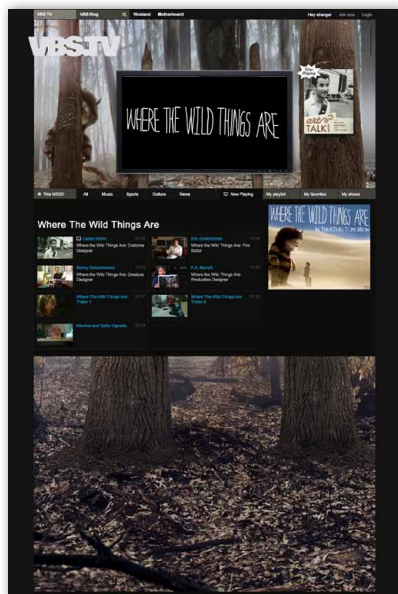 VBS TV VBS Blog Viceland Motherboard Hey stranger Join now Login
VBS.TV
WHERE THE WILD THINGS ARE
TALK!
This WEEK All Music Sports Culture News Now Playing My playlist My favorites My shows
Where The Wild Things Are
Casey Storm
Where the Wild Things Are: Costume
Designer
Eric Zumbrunnen
Where the Wild Things Are: Film
Editor
Sonny Gerasimowicz
Where the Wild Things Are: Creature
Designer
K.K. Barrett
Where the Wild Things Are:
Production Designer
Where The Wild Things Are:
Trailer 1
Where The Wild Things Are:
Trailer 2
Maurice and Spike Vignette
WHERE THE WILD THINGS ARE
IN THEATERS TOMORROW